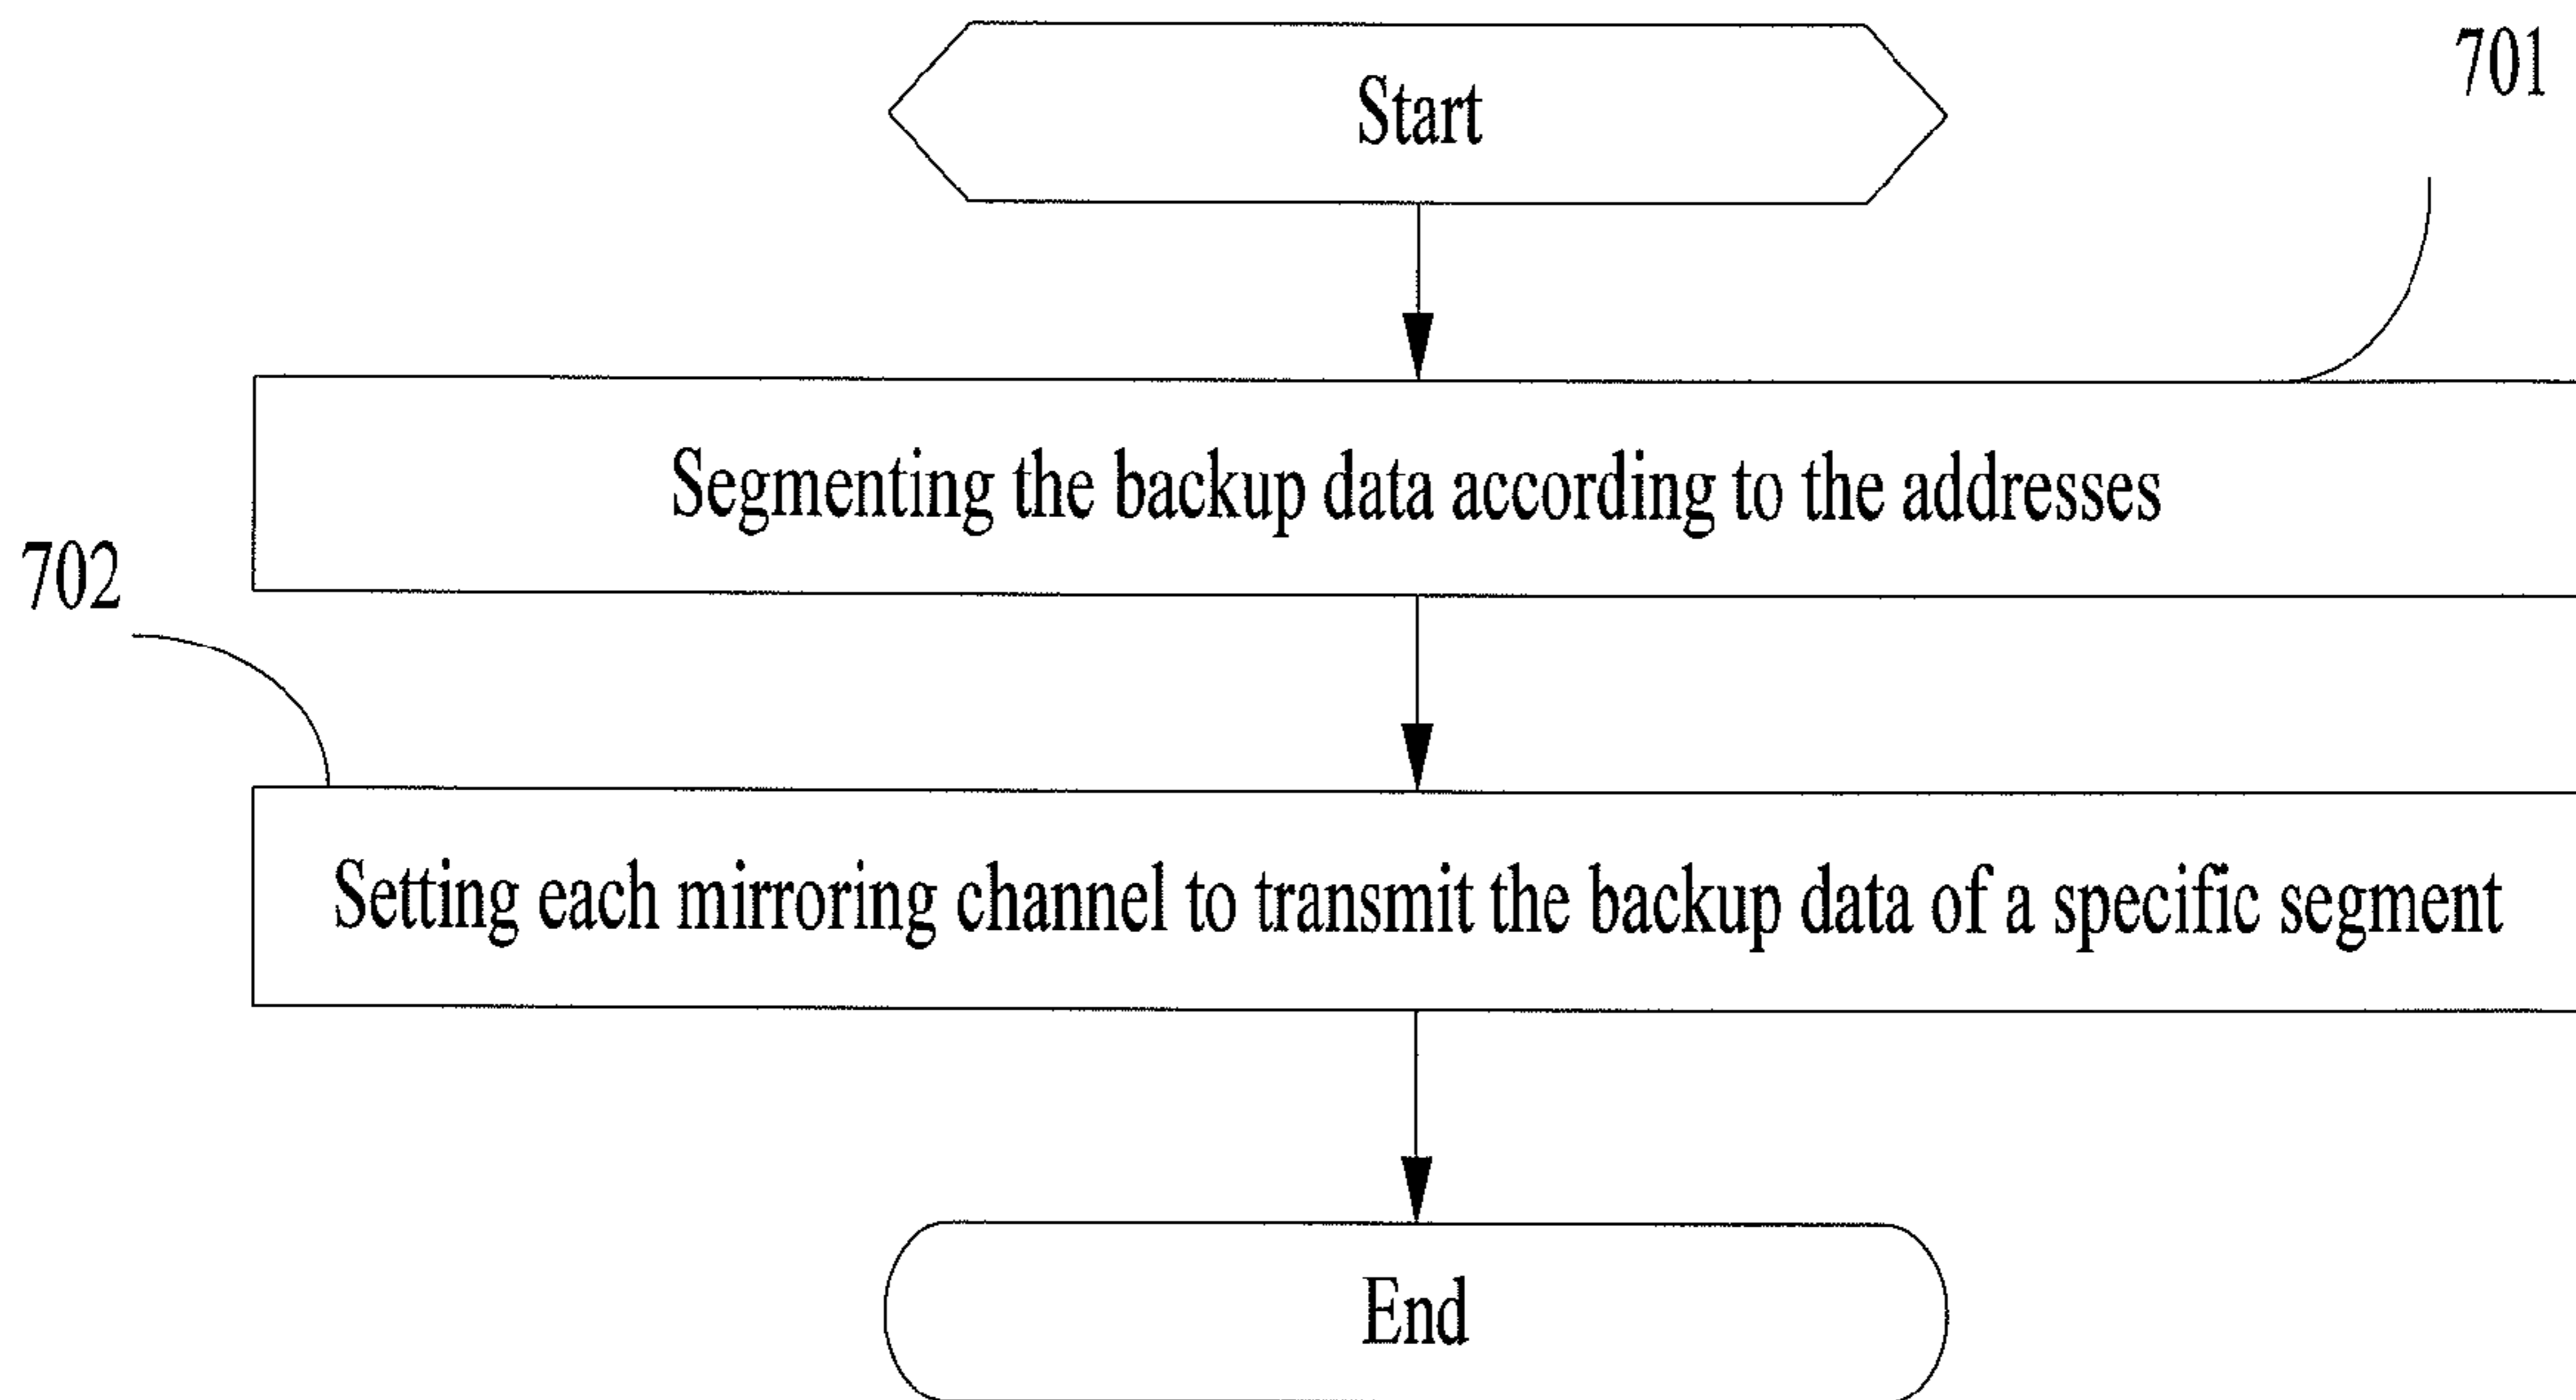 Start
701
Segmenting the backup data according to the addresses
702
Setting each mirroring channel to transmit the backup data of a specific segment
End